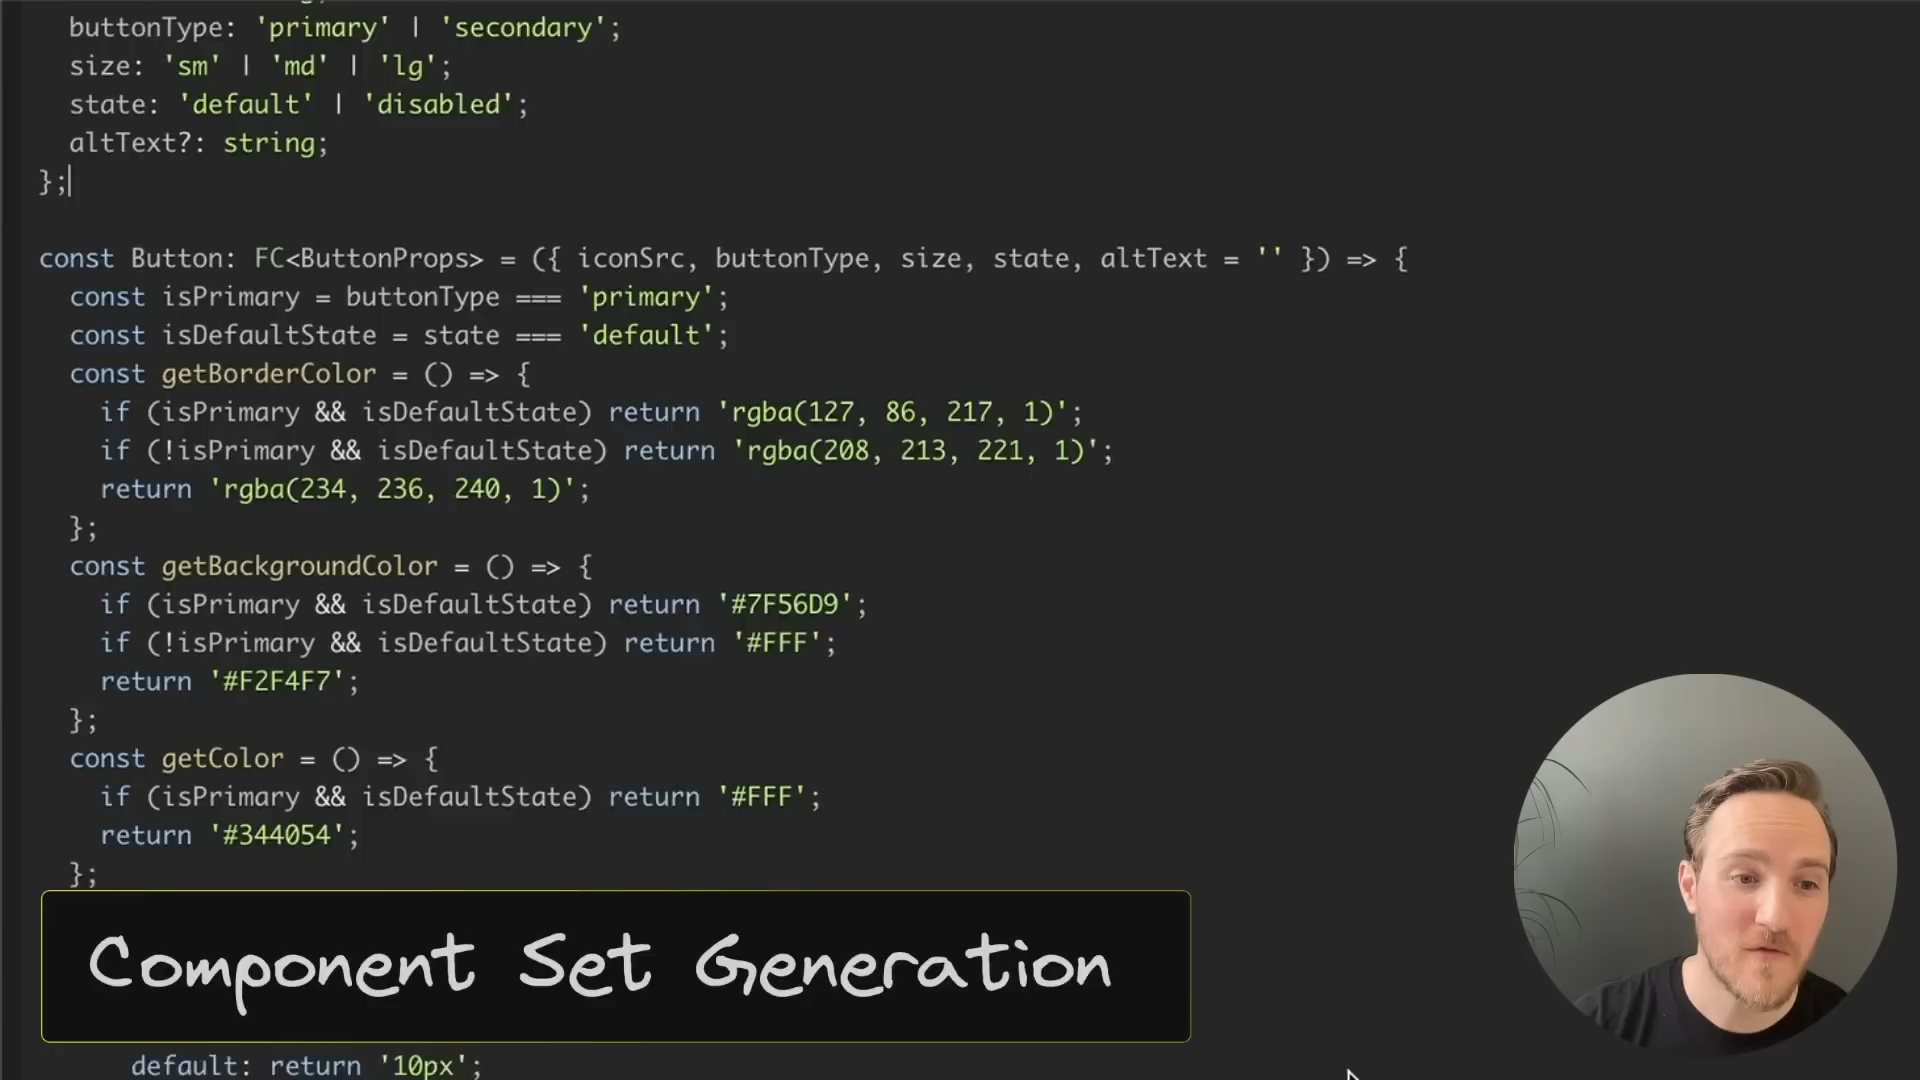 buttonType: 'primary' | 'secondary';
size: 'sm' | 'md' | 'lg';
state: 'default' | 'disabled';
altText?: string;
};
const Button: FC<ButtonProps> = ({ iconSrc, buttonType, size, state, altText = '' }) => {
const isPrimary = buttonType === 'primary';
const isDefaultState = state === 'default';
const getBorderColor = () => {
if (isPrimary && isDefaultState) return 'rgba(127, 86, 217, 1)';
if (!isPrimary && isDefaultState) return 'rgba(208, 213, 221, 1)';
return 'rgba(234, 236, 240, 1)';
};
const getBackgroundColor = () => {
if (isPrimary && isDefaultState) return '#7F56D9';
if (!isPrimary && isDefaultState) return '#FFF';
return '#F2F4F7';
};
const getColor = () => {
if (isPrimary && isDefaultState) return '#FFF';
return '#344054';
};
Component Set Generation
default: return '10px';